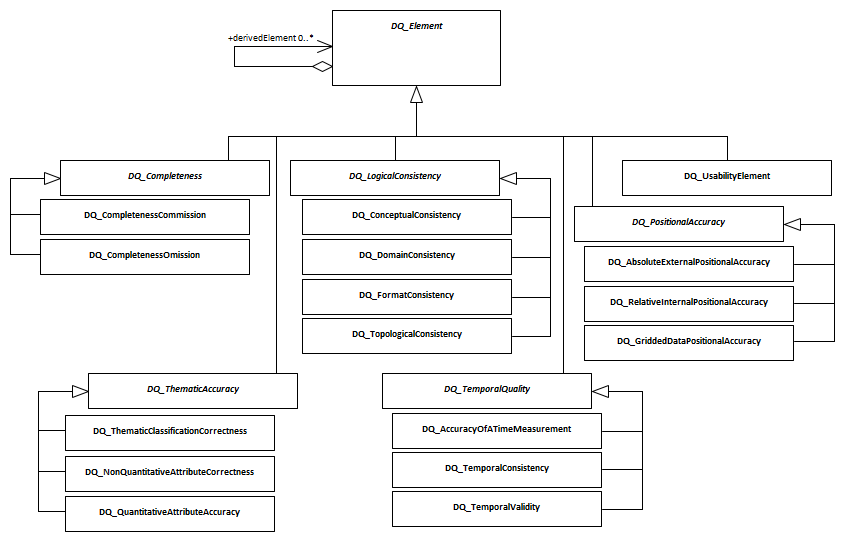 DQ_Element
+derivedElement 0..*
DQ_Completeness
DQ_CompletenessCommission
DQ_CompletenessOmission
DQ_LogicalConsistency
DQ_ConceptualConsistency
DQ_DomainConsistency
DQ_FormatConsistency
DQ_TopologicalConsistency
DQ_UsabilityElement
DQ_PositionalAccuracy
DQ_AbsoluteExternalPositionalAccuracy
DQ_RelativeInternalPositionalAccuracy
DQ_GriddedDataPositionalAccuracy
DQ_ThematicAccuracy
DQ_ThematicClassificationCorrectness
DQ_NonQuantitativeAttributeCorrectness
DQ_QuantitativeAttributeAccuracy
DQ_TemporalQuality
DQ_AccuracyOfATimeMeasurement
DQ_TemporalConsistency
DQ_TemporalValidity